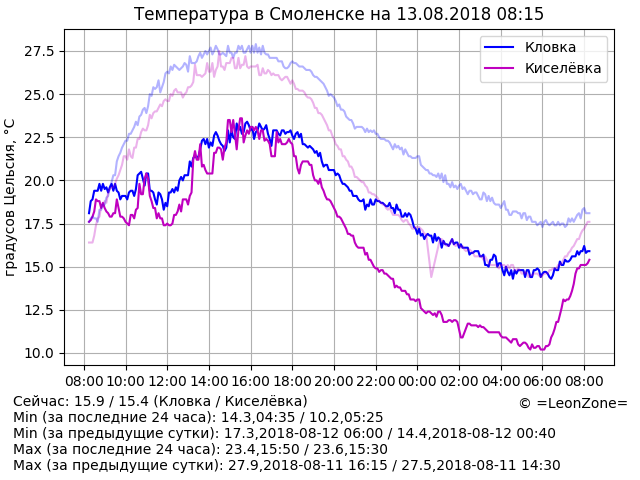 Температура в Смоленске на 13.08.2018 08:15
градусов Цельсия, °C
27.5
25.0
22.5
20.0
17.5
15.0
12.5
10.0
Кловка
Киселёвка
08:00 10:00 12:00 14:00 16:00 18:00 20:00 22:00 00:00 02:00 04:00 06:00 08:00
Сейчас: 15.9 / 15.4 (Кловка / Киселёвка)
© =LeonZone=
Min (за последние 24 часа): 14.3,04:35 / 10.2,05:25
Min (за предыдущие сутки): 17.3,2018-08-12 06:00 / 14.4,2018-08-12 00:40
Max (за последние 24 часа): 23.4,15:50 / 23.6,15:30
Max (за предыдущие сутки): 27.9,2018-08-11 16:15 / 27.5,2018-08-11 14:30